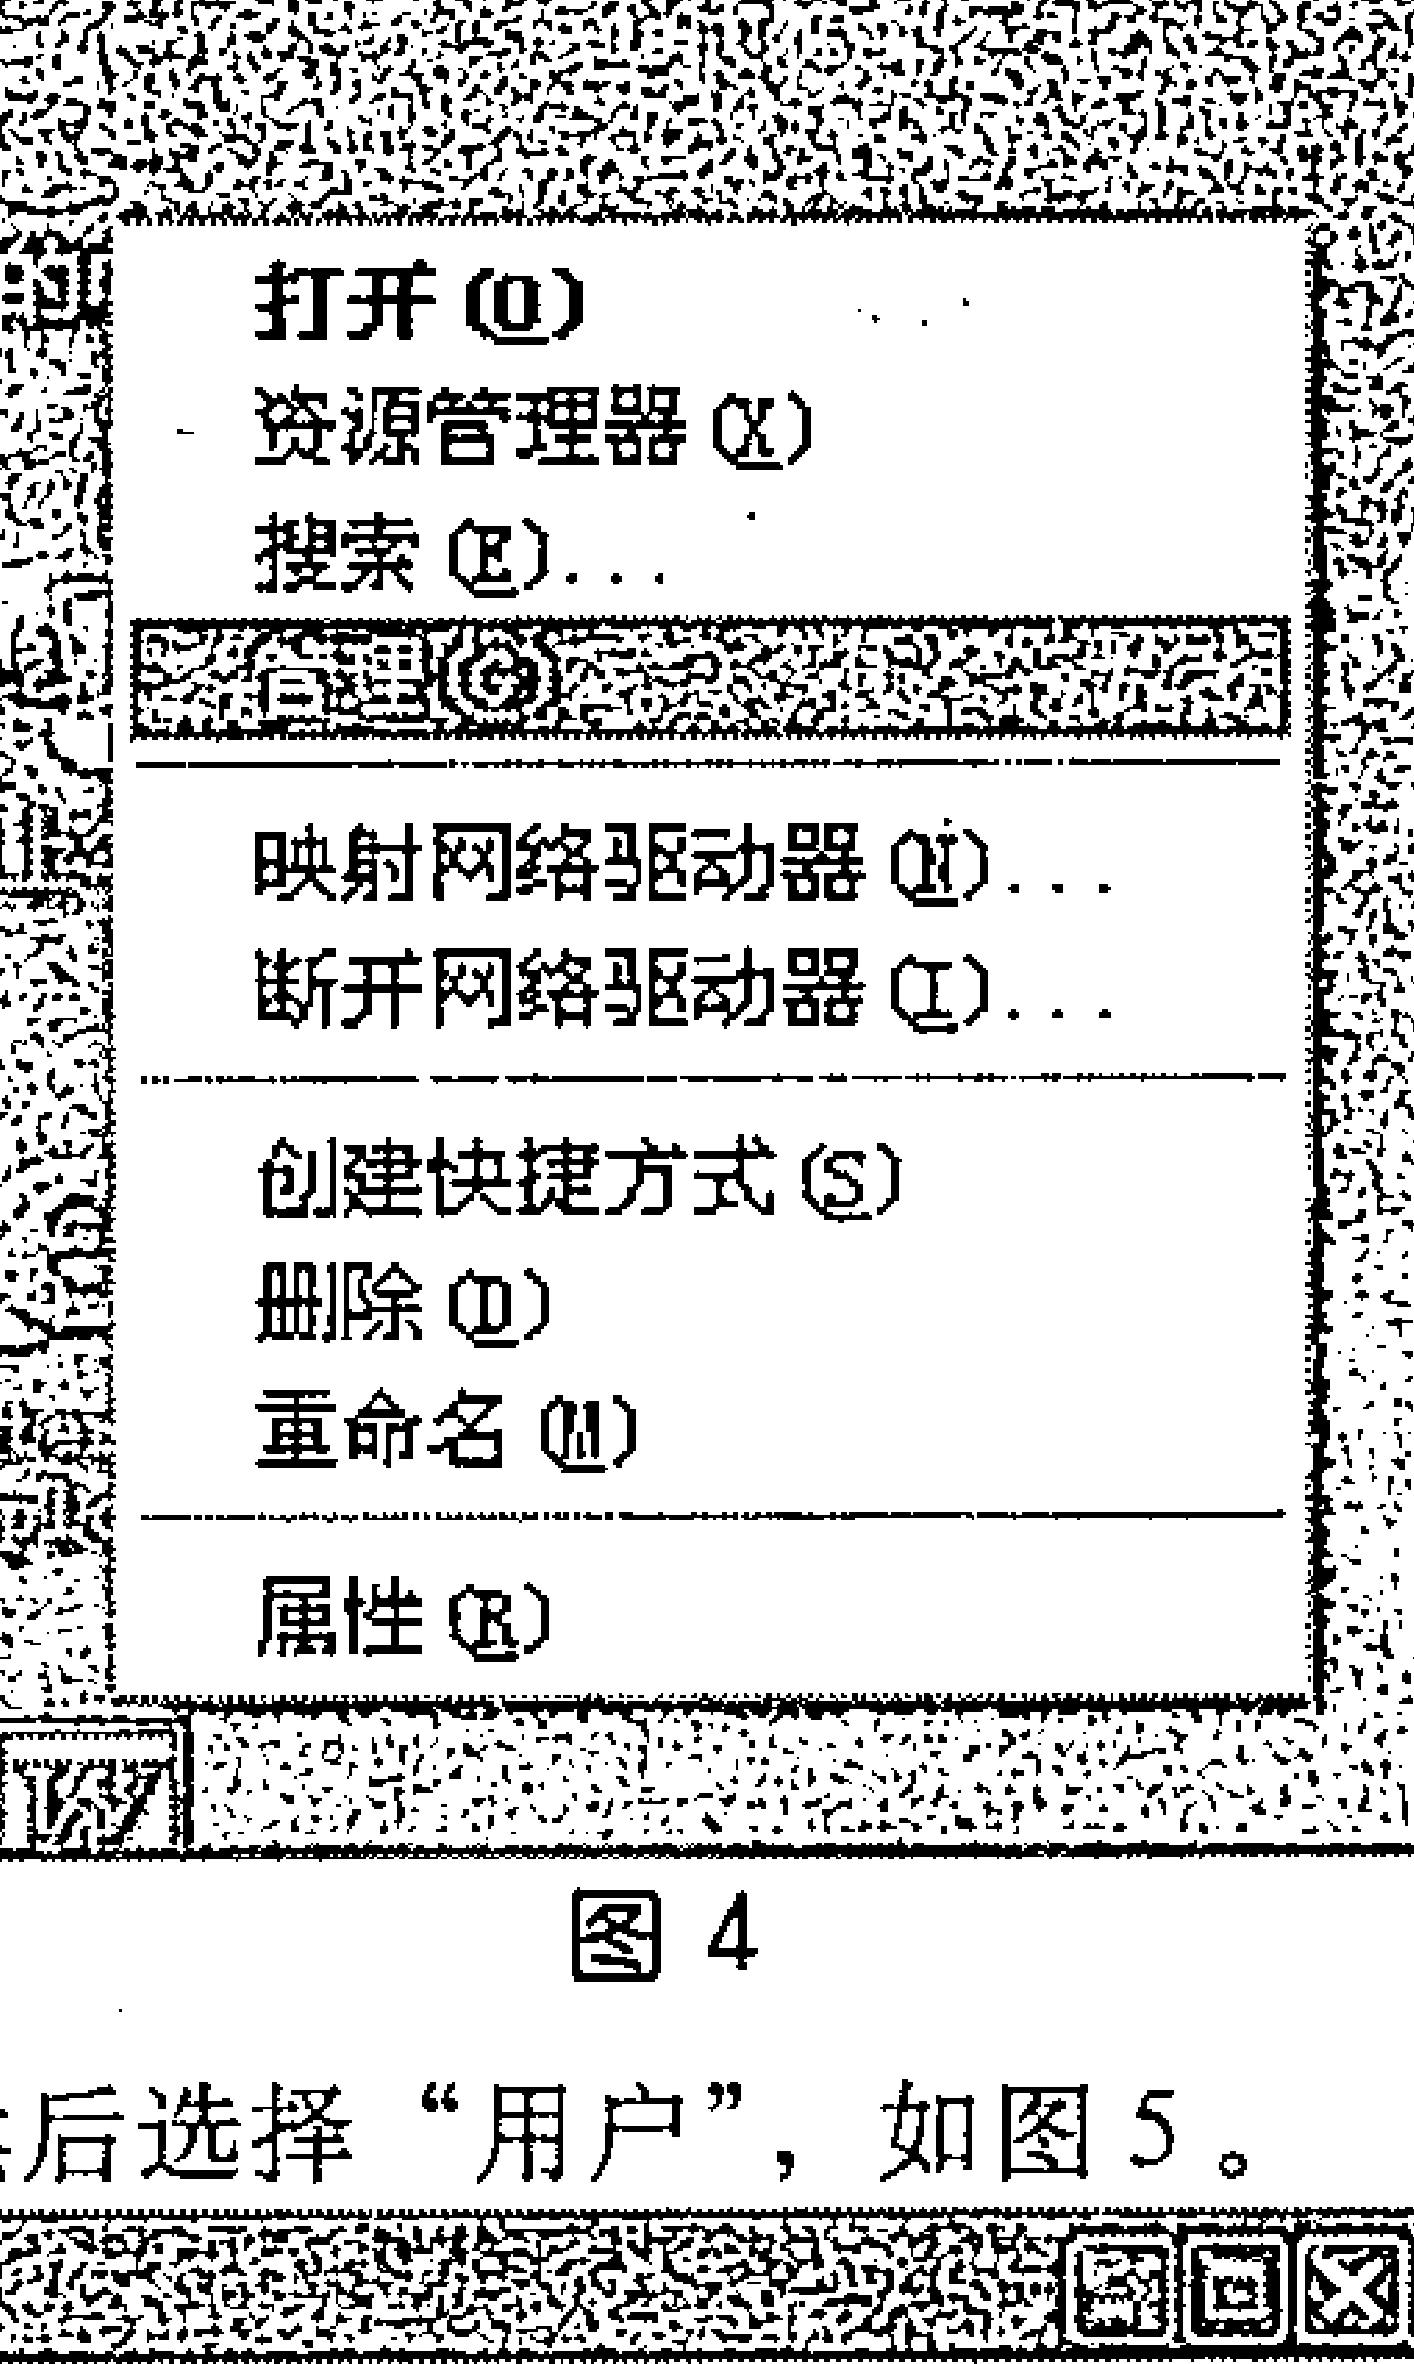 打开(O)
资源管理器(X)
搜索(E)...
管理(G)
映射网络驱动器(N)...
断开网络驱动器(I)...
创建快捷方式(S)
删除(D)
重命名(M)
属性(R)
图 4
后选择“用户”，如图5。